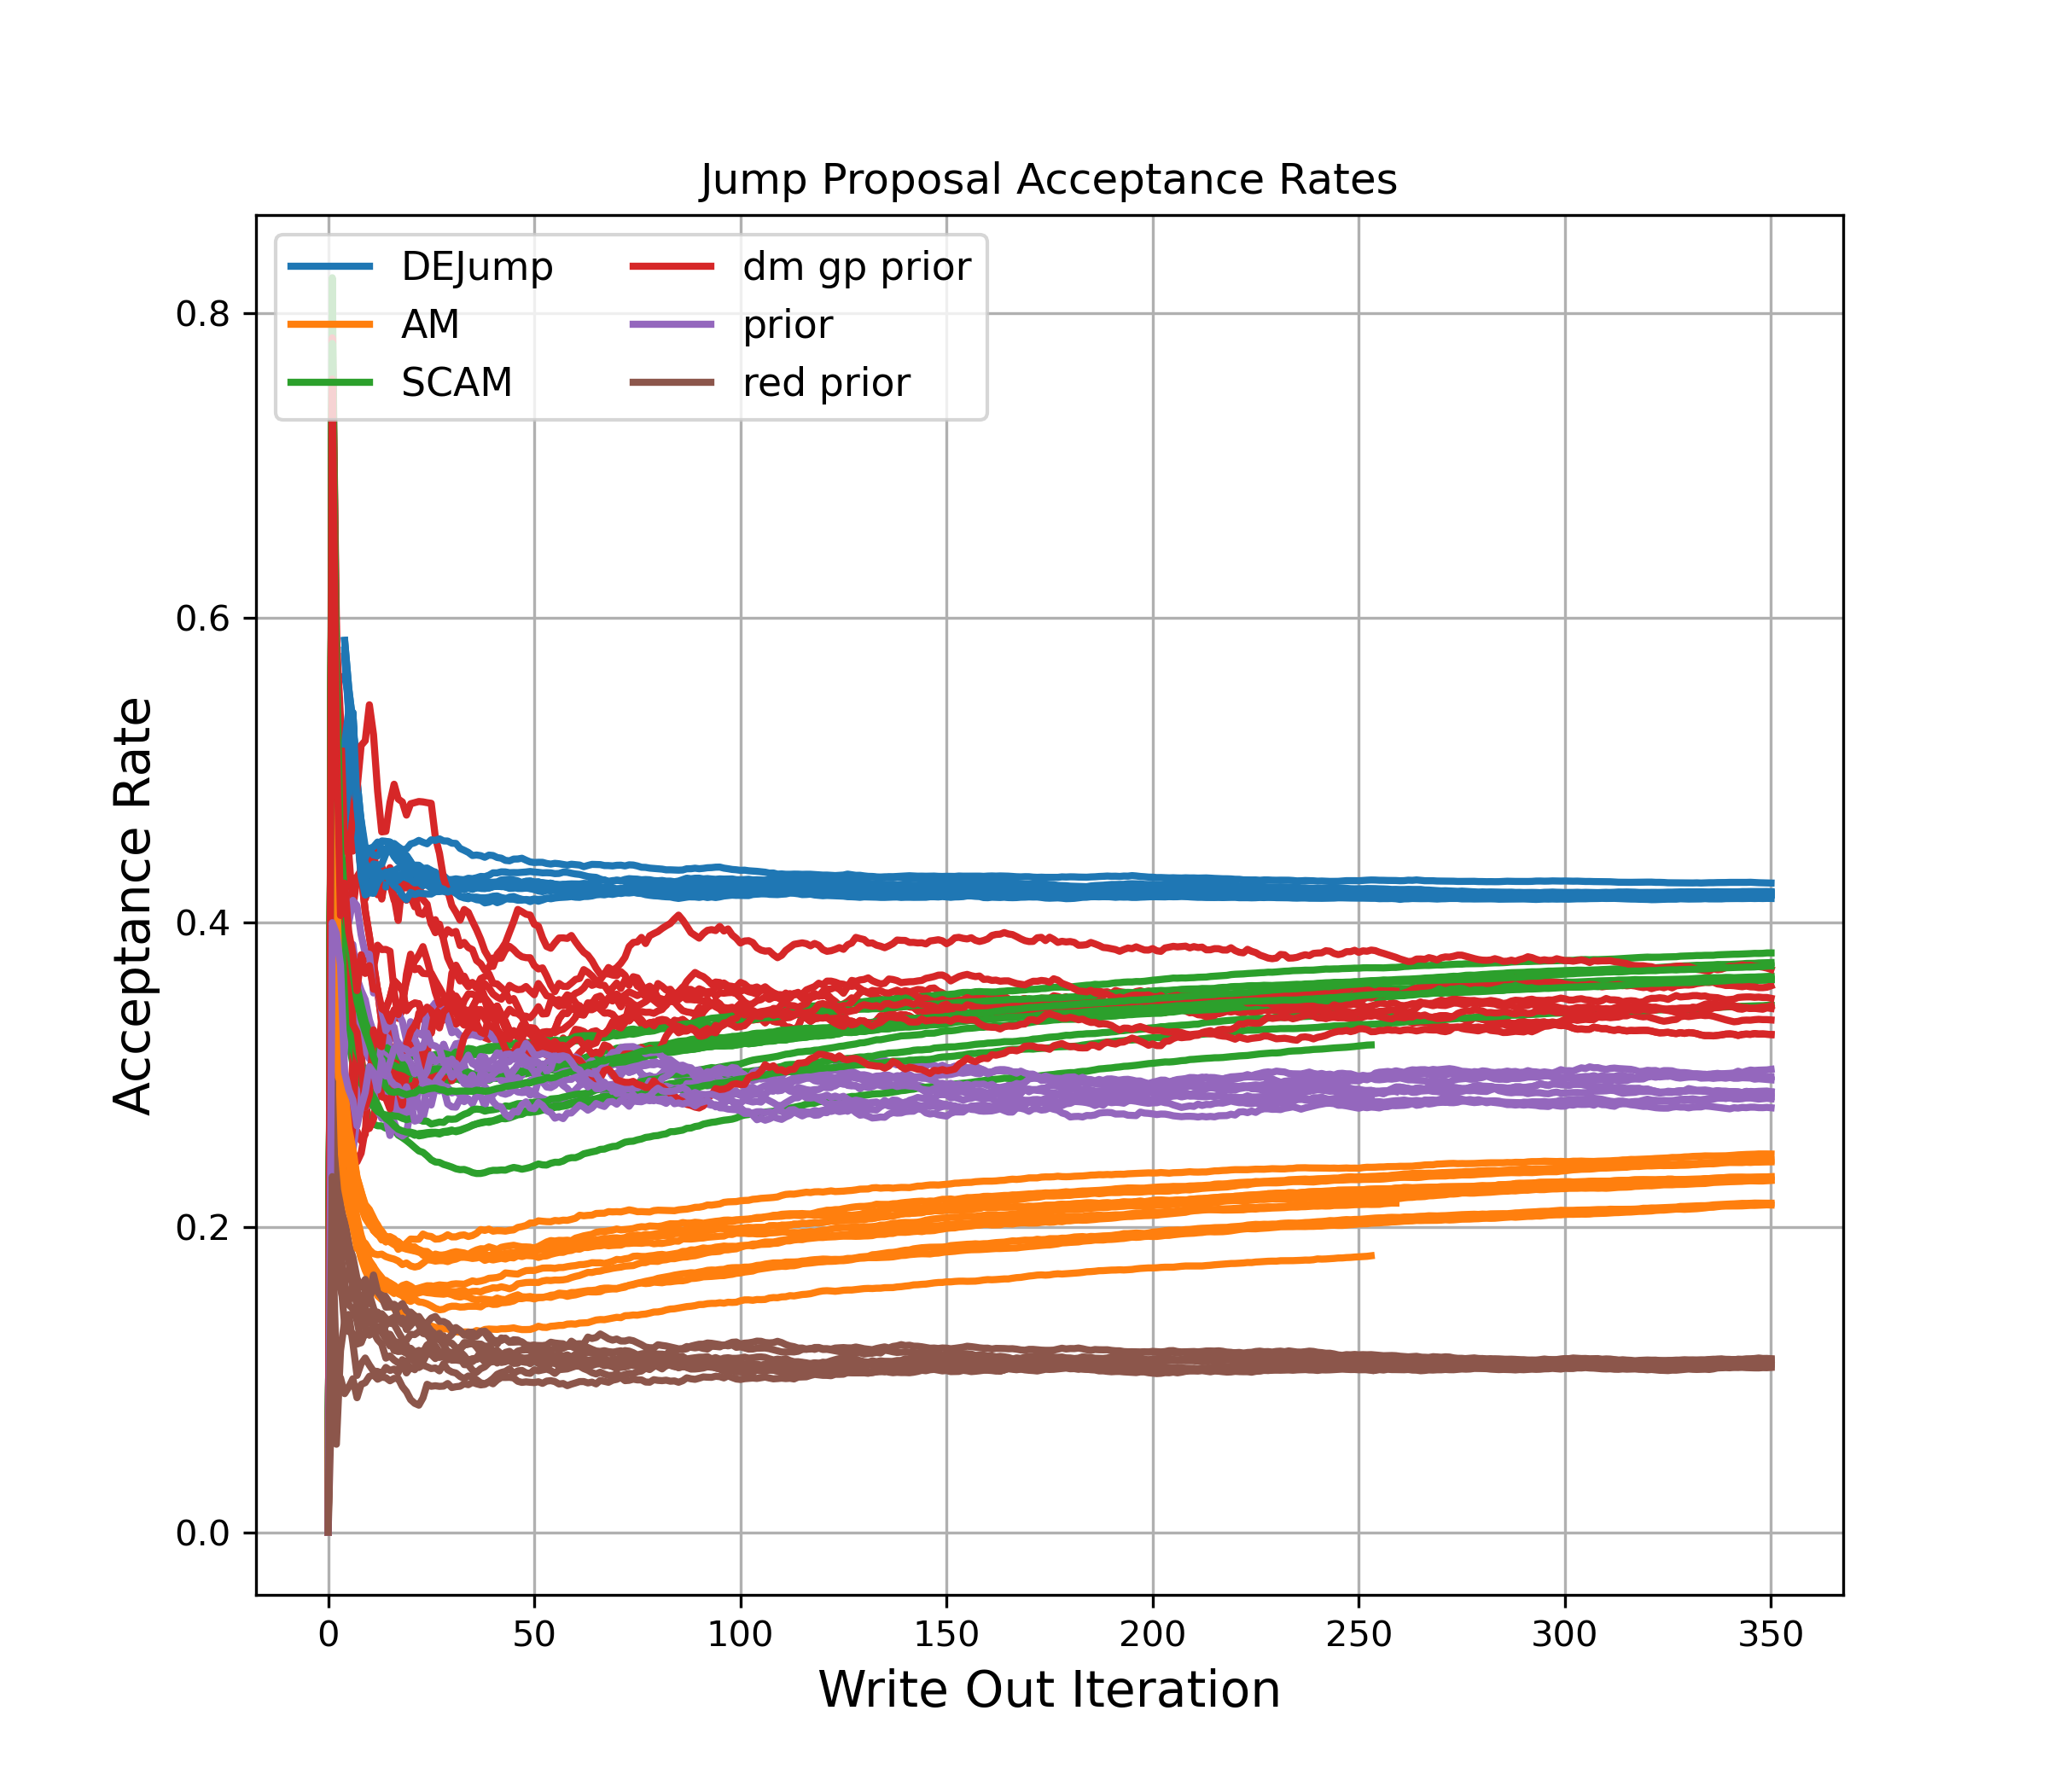 Jump Proposal Acceptance Rates
DEJump
AM
SCAM
dm gp prior
prior
red prior
0.8
0.6
0.4
0.2
0.0
Acceptance Rate
0 50 100 150 200 250 300 350
Write Out Iteration